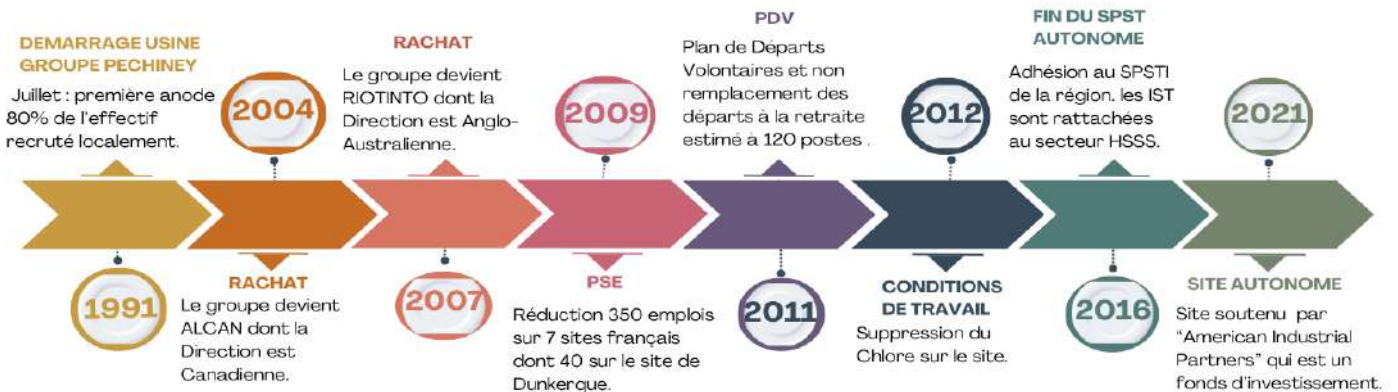 DEMARRAGE USINE
GROUPE PECHINEY
Juillet : première anode
80% de l'effectif
recruté localement.
1991
2004
RACHAT
Le groupe devient
ALCAN dont la
Direction est
Canadienne.
RACHAT
Le groupe devient
RIOTINTO dont la
Direction est Anglo-
Australienne.
2007
2009
PSE
Réduction 350 emplois
sur 7 sites français
dont 40 sur le site de
Dunkerque.
PDV
Plan de Départs
Volontaires et non
remplacement des
départs à la retraite
estimé à 120 postes .
2011
2012
CONDITIONS
DE TRAVAIL
Suppression du
Chlore sur le site.
FIN DU SPST
AUTONOME
Adhésion au SPSTI
de la région. les IST
sont rattachées
au secteur HSSS.
2016
2021
SITE AUTONOME
Site soutenu par
"American Industrial
Partners" qui est un
fonds d'investissement.